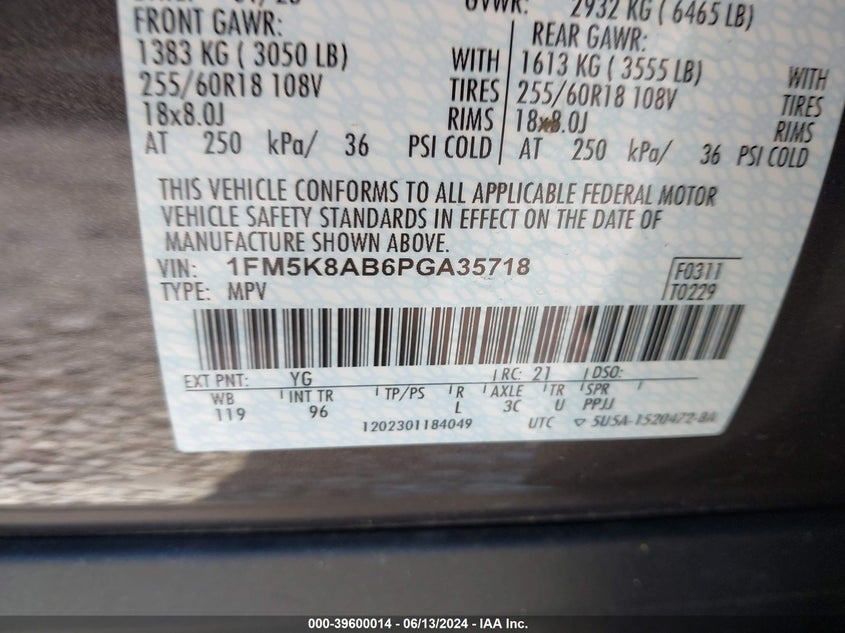 GVWR: 2932 KG ( 6465 LB)
FRONT GAWR: REAR GAWR:
1383 KG ( 3050 LB) WITH 1613 KG ( 3555 LB) WITH
255/60R18 108V TIRES 255/60R18 108V TIRES
18x8.0J RIMS 18x8.0J RIMS
AT 250 kPa/ 36 PSI COLD AT 250 kPa/ 36 PSI COLD
THIS VEHICLE CONFORMS TO ALL APPLICABLE FEDERAL MOTOR
VEHICLE SAFETY STANDARDS IN EFFECT ON THE DATE OF
MANUFACTURE SHOWN ABOVE.
VIN: 1FM5K8AB6PGA35718 F0311
TYPE: MPV T0229
EXT PNT: YG RC: 21 DSO:
WB INT TR TP/PS R AXLE TR SPR
119 96 L 3C U PPJJ
1202301184049 UTC ▽ 5U5A-1520472-BA
000-39600014 - 06/13/2024 - IAA Inc.